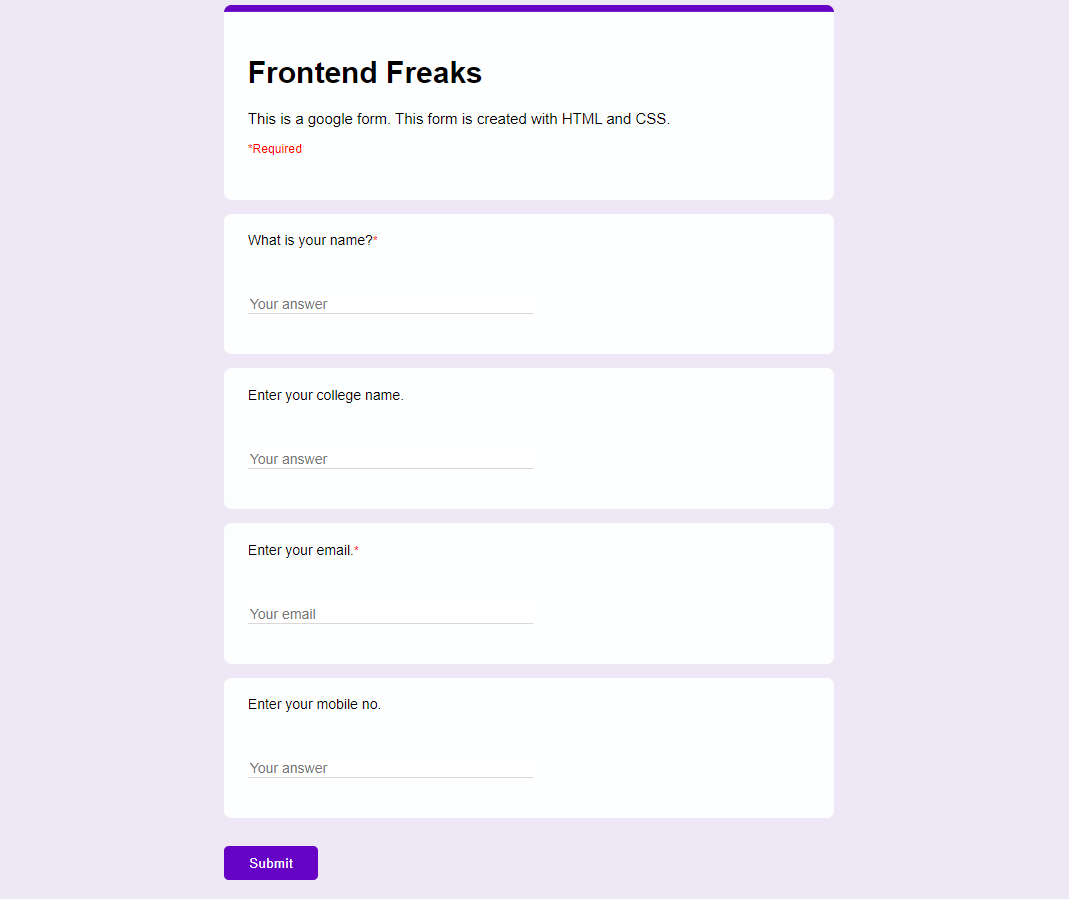 Frontend Freaks
This is a google form. This form is created with HTML and CSS.
*Required
What is your name?*
Your answer
Enter your college name.
Your answer
Enter your email.*
Your email
Enter your mobile no.
Your answer
Submit